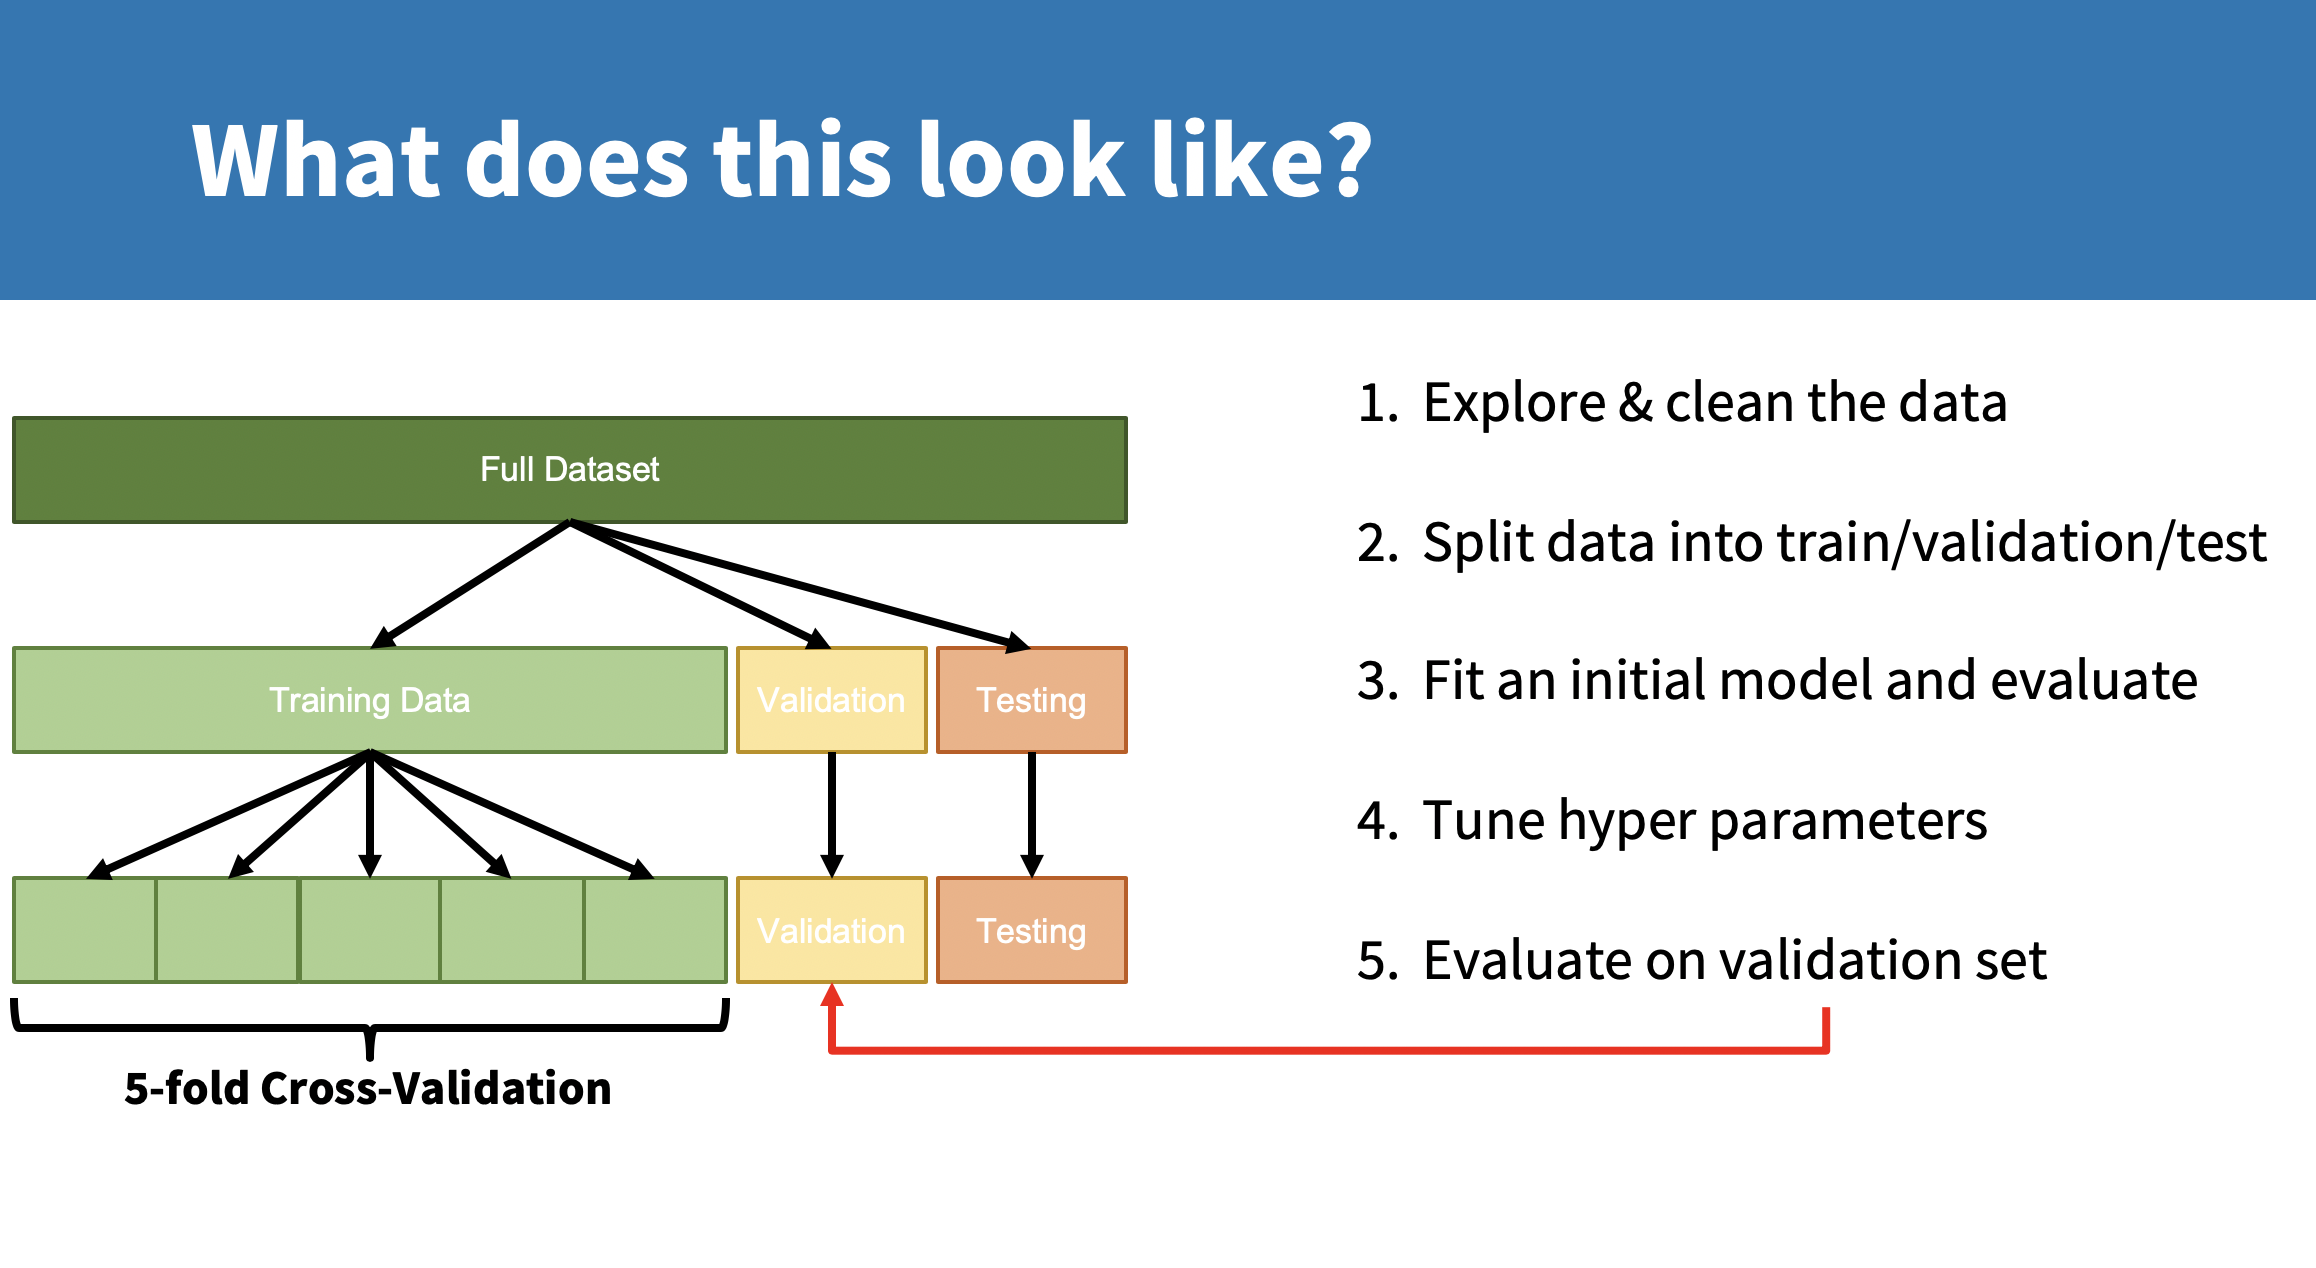 What does this look like?
Full Dataset
Training Data
Validation
Testing
Validation
Testing
5-fold Cross-Validation
1. Explore & clean the data
2. Split data into train/validation/test
3. Fit an initial model and evaluate
4. Tune hyper parameters
5. Evaluate on validation set